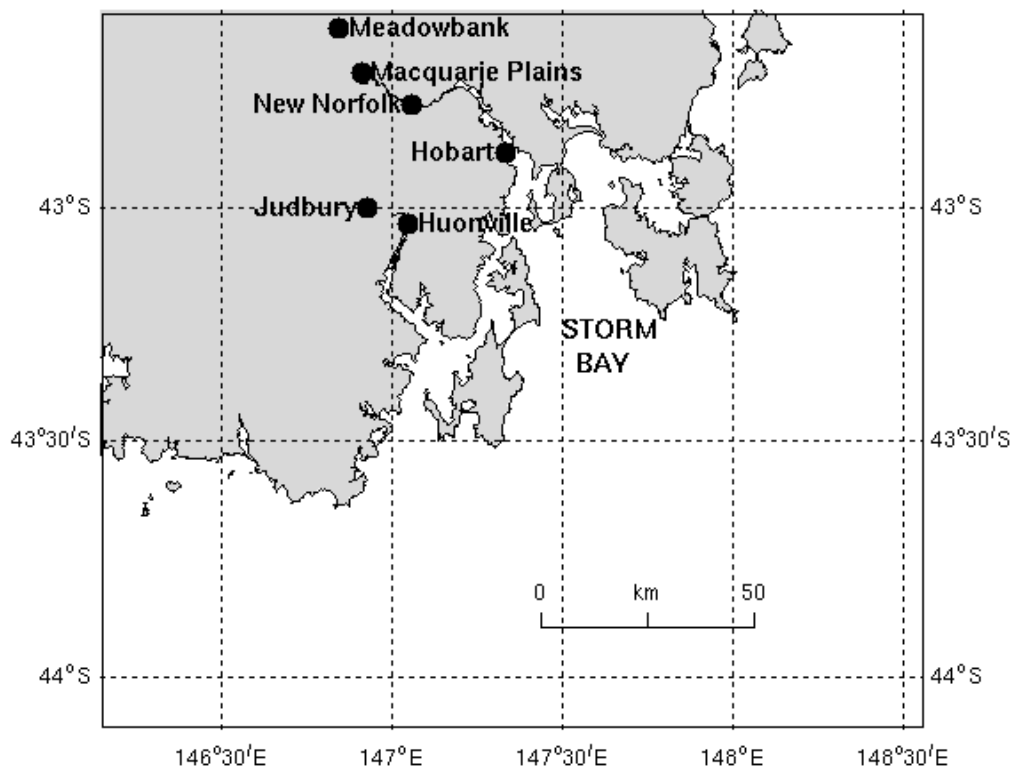 Meadowbank
Macquarie Plains
New Norfolk
Hobart
Judbury
Huonville
43°S
43°S
STORM
BAY
43°30'S
43°30'S
0 km 50
44°S
44°S
146°30'E 147°E 147°30'E 148°E 148°30'E